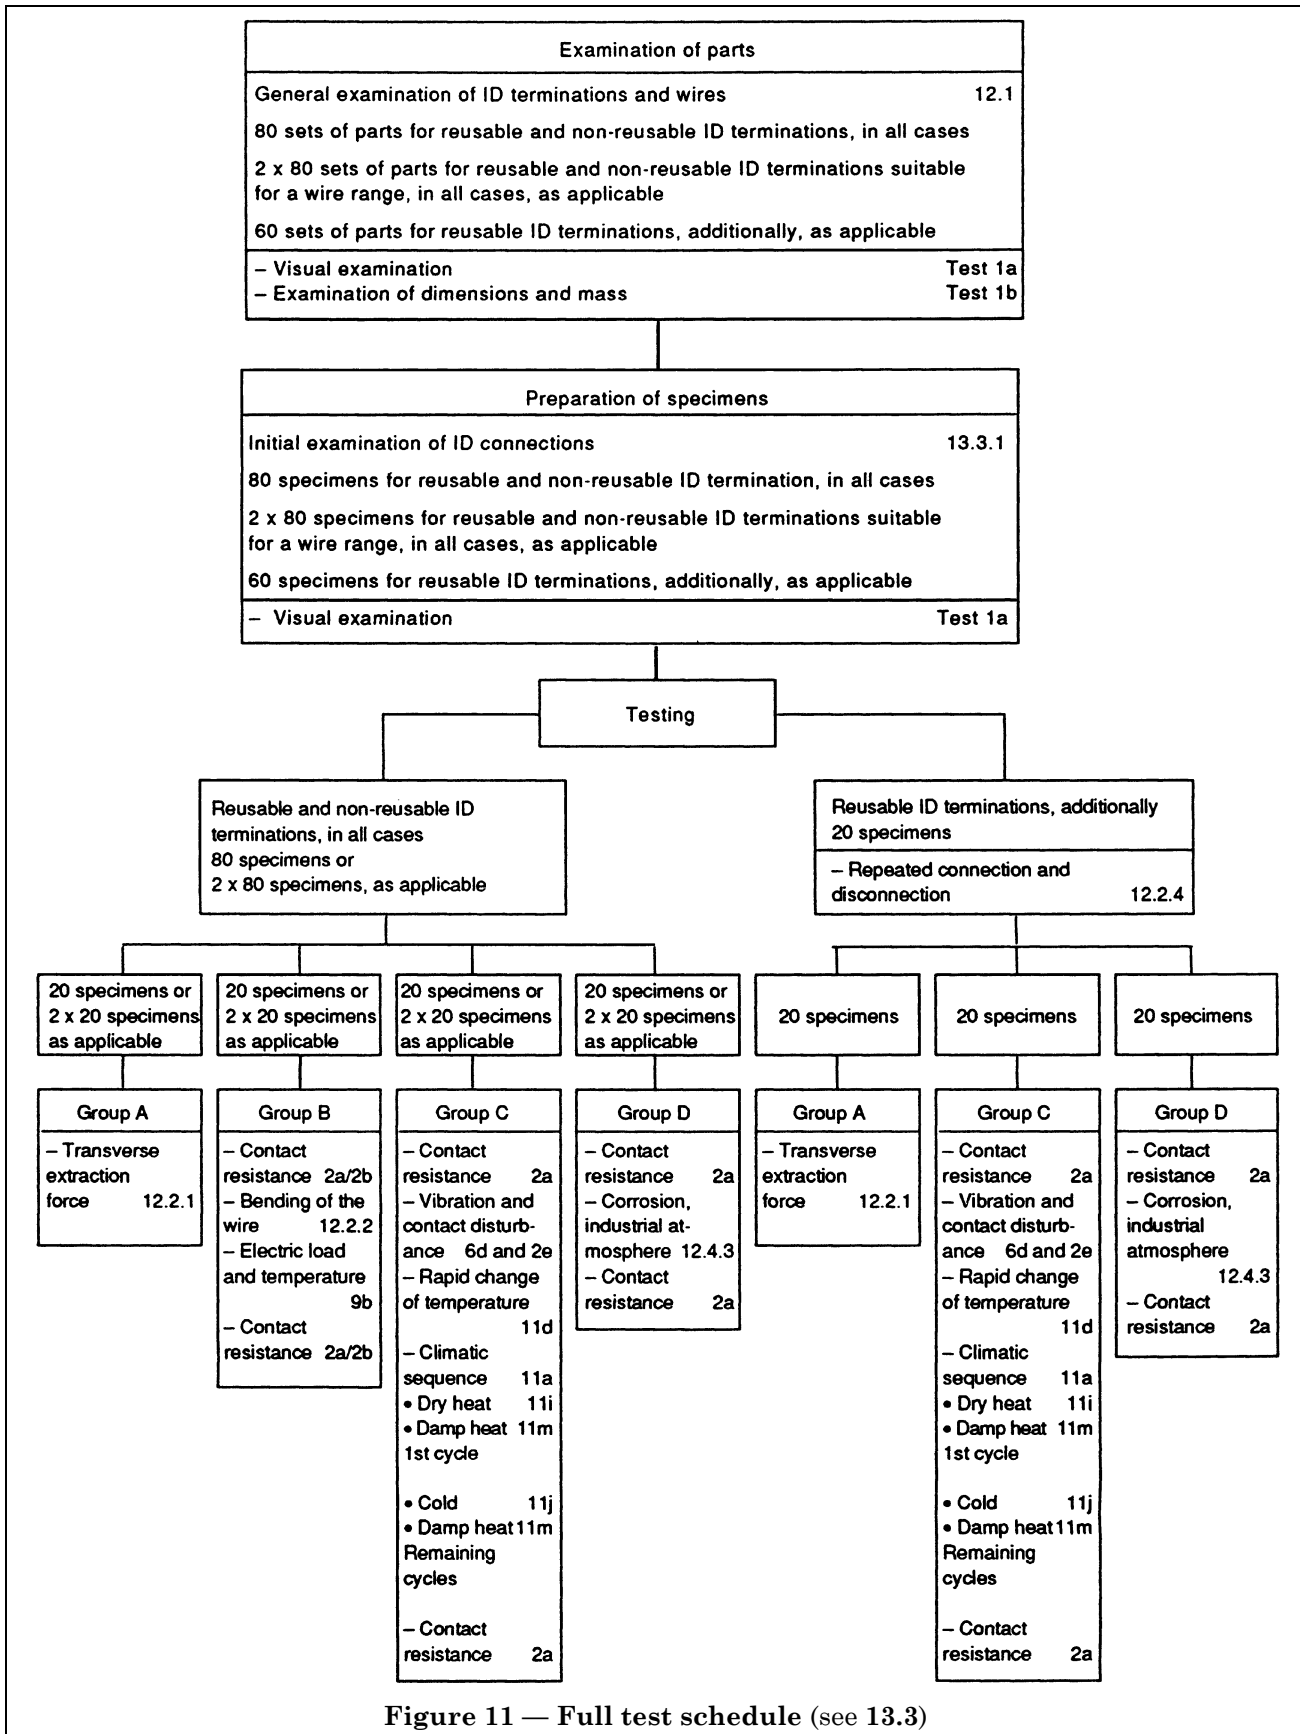 Examination of parts
General examination of ID terminations and wires 12.1
80 sets of parts for reusable and non-reusable ID terminations, in all cases
2 x 80 sets of parts for reusable and non-reusable ID terminations suitable
for a wire range, in all cases, as applicable
60 sets of parts for reusable ID terminations, additionally, as applicable
– Visual examination Test 1a
– Examination of dimensions and mass Test 1b
Preparation of specimens
Initial examination of ID connections 13.3.1
80 specimens for reusable and non-reusable ID termination, in all cases
2 x 80 specimens for reusable and non-reusable ID terminations suitable
for a wire range, in all cases, as applicable
60 specimens for reusable ID terminations, additionally, as applicable
– Visual examination Test 1a
Testing
Reusable and non-reusable ID
terminations, in all cases
80 specimens or
2 x 80 specimens, as applicable
Reusable ID terminations, additionally
20 specimens
– Repeated connection and
disconnection 12.2.4
20 specimens or
2 x 20 specimens
as applicable
20 specimens or
2 x 20 specimens
as applicable
20 specimens or
2 x 20 specimens
as applicable
20 specimens or
2 x 20 specimens
as applicable
20 specimens
20 specimens
20 specimens
Group A
– Transverse
extraction
force 12.2.1
Group B
– Contact
resistance 2a/2b
– Bending of the
wire 12.2.2
– Electric load
and temperature
9b
– Contact
resistance 2a/2b
Group C
– Contact
resistance 2a
– Vibration and
contact disturb-
ance 6d and 2e
– Rapid change
of temperature
11d
– Climatic
sequence 11a
• Dry heat 11i
• Damp heat 11m
1st cycle
• Cold 11j
• Damp heat 11m
Remaining
cycles
– Contact
resistance 2a
Group D
– Contact
resistance 2a
– Corrosion,
industrial at-
mosphere 12.4.3
– Contact
resistance 2a
Group A
– Transverse
extraction
force 12.2.1
Group C
– Contact
resistance 2a
– Vibration and
contact disturb-
ance 6d and 2e
– Rapid change
of temperature
11d
– Climatic
sequence 11a
• Dry heat 11i
• Damp heat 11m
1st cycle
• Cold 11j
• Damp heat 11m
Remaining
cycles
– Contact
resistance 2a
Group D
– Contact
resistance 2a
– Corrosion,
industrial
atmosphere
12.4.3
– Contact
resistance 2a
Figure 11 — Full test schedule (see 13.3)